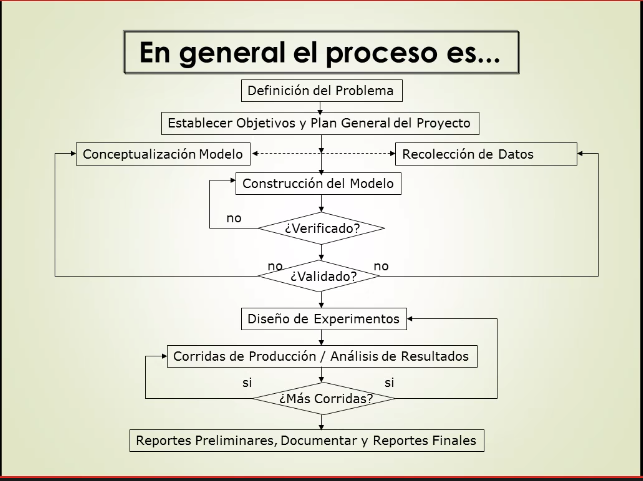 En general el proceso es...
Definición del Problema
Establecer Objetivos y Plan General del Proyecto
Conceptualización Modelo
Recolección de Datos
Construcción del Modelo
no
¿Verificado?
no
¿Validado?
no
Diseño de Experimentos
Corridas de Producción / Análisis de Resultados
si
si
¿Más Corridas?
Reportes Preliminares, Documentar y Reportes Finales